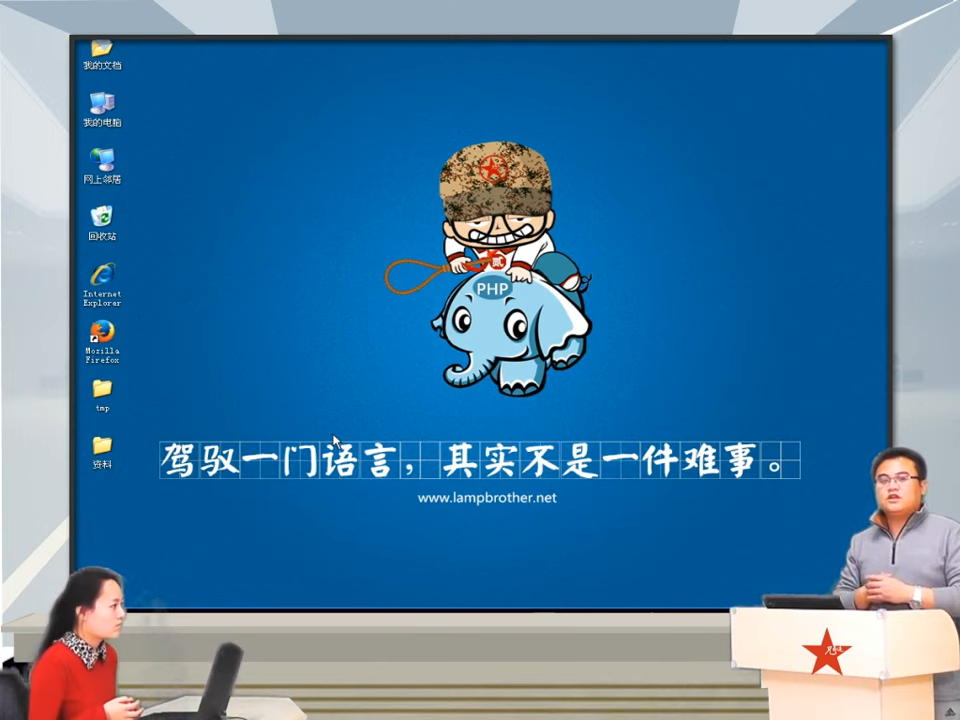 我的文档
我的电脑
网上邻居
回收站
Internet
Explorer
Mozilla
Firefox
tmp
资料
贰
PHP
驾驭一门语言，其实不是一件难事。
www.lampbrother.net